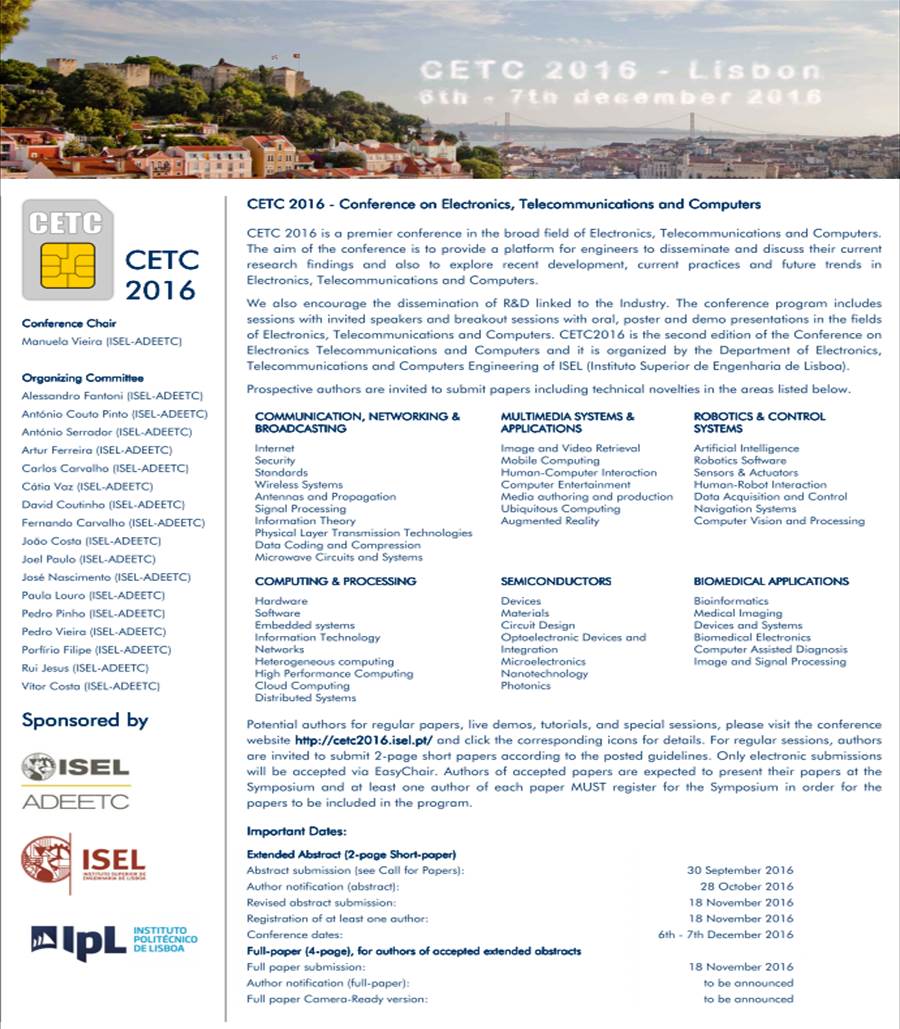 CETC 2016 - Lisbon
6th - 7th december 2016
CETC
CETC
2016
Conference Chair
Manuela Vieira (ISEL-ADEETC)
Organizing Committee
Alessandro Fantoni (ISEL-ADEETC)
António Couto Pinto (ISEL-ADEETC)
António Serrador (ISEL-ADEETC)
Artur Ferreira (ISEL-ADEETC)
Carlos Carvalho (ISEL-ADEETC)
Cátia Vaz (ISEL-ADEETC)
David Coutinho (ISEL-ADEETC)
Fernando Carvalho (ISEL-ADEETC)
João Costa (ISEL-ADEETC)
Joel Paulo (ISEL-ADEETC)
José Nascimento (ISEL-ADEETC)
Paula Louro (ISEL-ADEETC)
Pedro Pinho (ISEL-ADEETC)
Pedro Vieira (ISEL-ADEETC)
Porfírio Filipe (ISEL-ADEETC)
Rui Jesus (ISEL-ADEETC)
Vítor Costa (ISEL-ADEETC)
Sponsored by
ISEL
ADEETC
ISEL
INSTITUTO SUPERIOR DE
ENGENHARIA DE LISBOA
IPL
INSTITUTO
POLITÉCNICO
DE LISBOA
CETC 2016 - Conference on Electronics, Telecommunications and Computers
CETC 2016 is a premier conference in the broad field of Electronics, Telecommunications and Computers.
The aim of the conference is to provide a platform for engineers to disseminate and discuss their current
research findings and also to explore recent development, current practices and future trends in
Electronics, Telecommunications and Computers.
We also encourage the dissemination of R&D linked to the Industry. The conference program includes
sessions with invited speakers and breakout sessions with oral, poster and demo presentations in the fields
of Electronics, Telecommunications and Computers. CETC2016 is the second edition of the Conference on
Electronics Telecommunications and Computers and it is organized by the Department of Electronics,
Telecommunications and Computers Engineering of ISEL (Instituto Superior de Engenharia de Lisboa).
Prospective authors are invited to submit papers including technical novelties in the areas listed below.
COMMUNICATION, NETWORKING &
BROADCASTING
Internet
Security
Standards
Wireless Systems
Antennas and Propagation
Signal Processing
Information Theory
Physical Layer Transmission Technologies
Data Coding and Compression
Microwave Circuits and Systems
MULTIMEDIA SYSTEMS &
APPLICATIONS
Image and Video Retrieval
Mobile Computing
Human-Computer Interaction
Computer Entertainment
Media authoring and production
Ubiquitous Computing
Augmented Reality
ROBOTICS & CONTROL
SYSTEMS
Artificial Intelligence
Robotics Software
Sensors & Actuators
Human-Robot Interaction
Data Acquisition and Control
Navigation Systems
Computer Vision and Processing
COMPUTING & PROCESSING
Hardware
Software
Embedded systems
Information Technology
Networks
Heterogeneous computing
High Performance Computing
Cloud Computing
Distributed Systems
SEMICONDUCTORS
Devices
Materials
Circuit Design
Optoelectronic Devices and
Integration
Microelectronics
Nanotechnology
Photonics
BIOMEDICAL APPLICATIONS
Bioinformatics
Medical Imaging
Devices and Systems
Biomedical Electronics
Computer Assisted Diagnosis
Image and Signal Processing
Potential authors for regular papers, live demos, tutorials, and special sessions, please visit the conference
website http://cetc2016.isel.pt/ and click the corresponding icons for details. For regular sessions, authors
are invited to submit 2-page short papers according to the posted guidelines. Only electronic submissions
will be accepted via EasyChair. Authors of accepted papers are expected to present their papers at the
Symposium and at least one author of each paper MUST register for the Symposium in order for the
papers to be included in the program.
Important Dates:
Extended Abstract (2-page Short-paper)
Abstract submission (see Call for Papers): 30 September 2016
Author notification (abstract): 28 October 2016
Revised abstract submission: 18 November 2016
Registration of at least one author: 18 November 2016
Conference dates: 6th - 7th December 2016
Full-paper (4-page), for authors of accepted extended abstracts
Full paper submission: 18 November 2016
Author notification (full-paper): to be announced
Full paper Camera-Ready version: to be announced